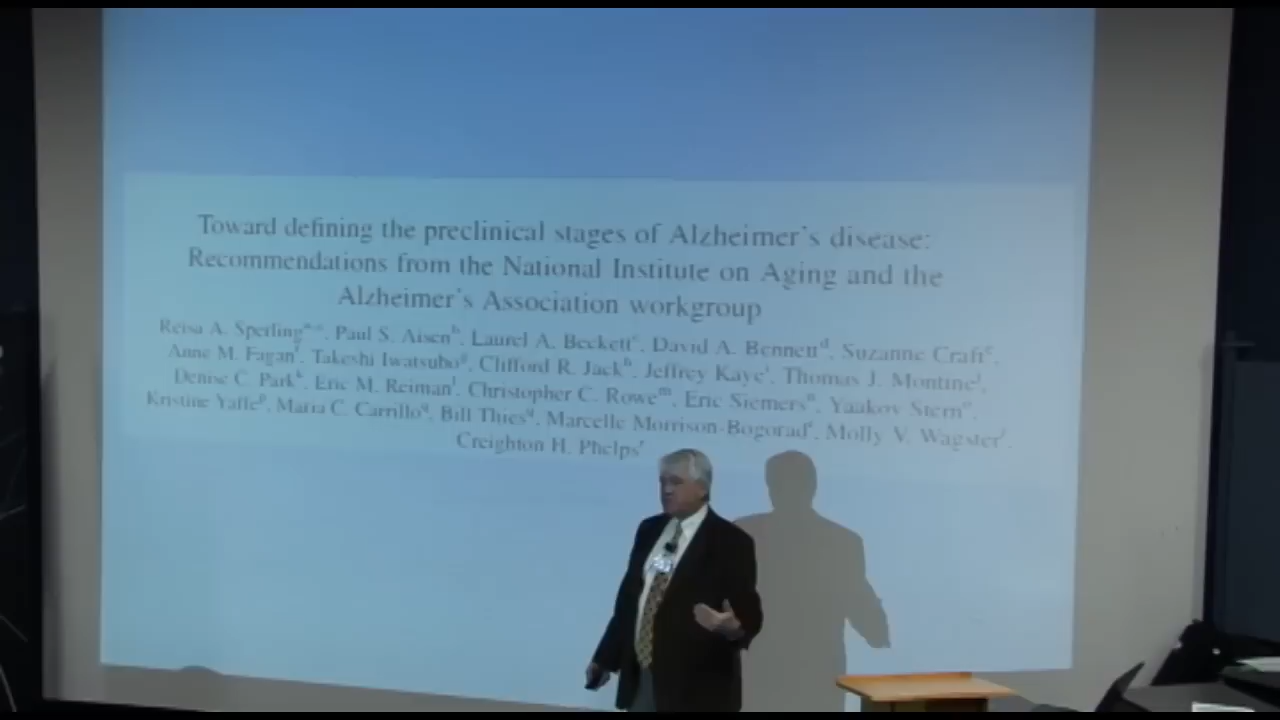 Toward defining the preclinical stages of Alzheimer's disease:
Recommendations from the National Institute on Aging and the
Alzheimer's Association workgroup
Reisa A. Sperling, Paul S. Aisen, Laurel A. Beckett, David A. Bennett, Suzanne Craft,
Anne M. Fagan, Takeshi Iwatsubo, Clifford R. Jack, Jeffrey Kaye, Thomas J. Montine,
Denise C. Park, Eric M. Reiman, Christopher C. Rowe, Eric Siemers, Yaakov Stern,
Kristine Yaffe, Maria C. Carrillo, Bill Thies, Marcelle Morrison-Bogorad, Molly V. Wagster,
Creighton H. Phelps